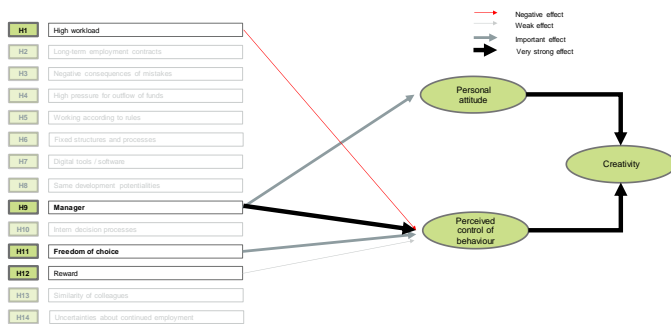 Negative effect
Weak effect
Important effect
Very strong effect
H1 High workload
H2 Long-term employment contracts
H3 Negative consequences of mistakes
H4 High pressure for outflow of funds
H5 Working according to rules
H6 Fixed structures and processes
H7 Digital tools / software
H8 Same development potentialities
H9 Manager
H10 Intern decision processes
H11 Freedom of choice
H12 Reward
H13 Similarity of colleagues
H14 Uncertainties about continued employment
Personal
attitude
Creativity
Perceived
control of
behaviour